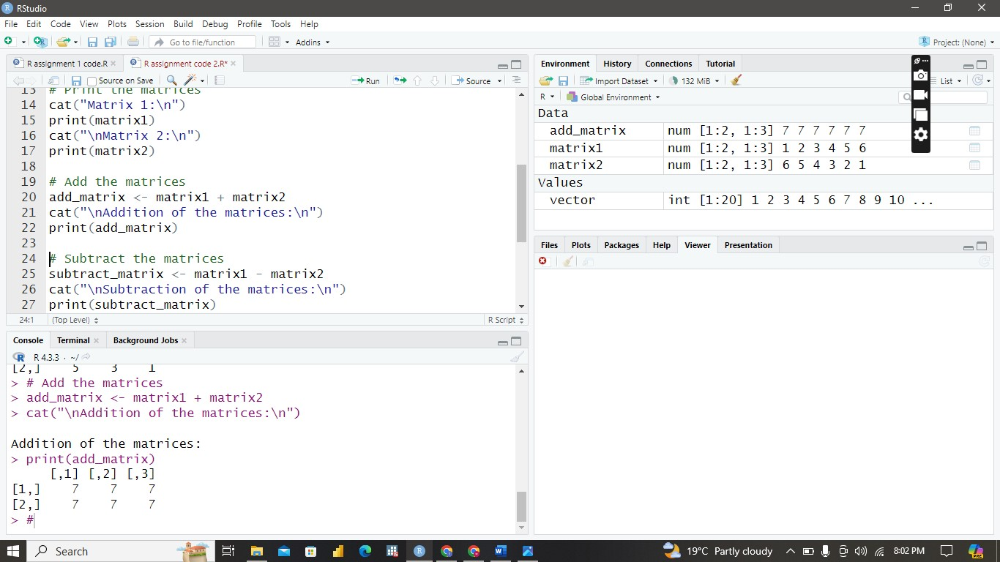 RStudio
File Edit Code View Plots Session Build Debug Profile Tools Help
Go to file/function Addins Project: (None)
R assignment 1 code.R R assignment code 2.R*
Source on Save Run Source
13 # Print the matrices
14 cat("Matrix 1:\n")
15 print(matrix1)
16 cat("\nMatrix 2:\n")
17 print(matrix2)
18
19 # Add the matrices
20 add_matrix <- matrix1 + matrix2
21 cat("\nAddition of the matrices:\n")
22 print(add_matrix)
23
24 # Subtract the matrices
25 subtract_matrix <- matrix1 - matrix2
26 cat("\nSubtraction of the matrices:\n")
27 print(subtract_matrix)
24:1 (Top Level) R Script
Console Terminal Background Jobs
R 4.3.3 · ~/
[2,] 5 3 1
> # Add the matrices
> add_matrix <- matrix1 + matrix2
> cat("\nAddition of the matrices:\n")
Addition of the matrices:
> print(add_matrix)
[,1] [,2] [,3]
[1,] 7 7 7
[2,] 7 7 7
> #
Environment History Connections Tutorial
Import Dataset 132 MiB List
R Global Environment
Data
add_matrix num [1:2, 1:3] 7 7 7 7 7 7
matrix1 num [1:2, 1:3] 1 2 3 4 5 6
matrix2 num [1:2, 1:3] 6 5 4 3 2 1
Values
vector int [1:20] 1 2 3 4 5 6 7 8 9 10 ...
Files Plots Packages Help Viewer Presentation
Search 19°C Partly cloudy 8:02 PM
PRE